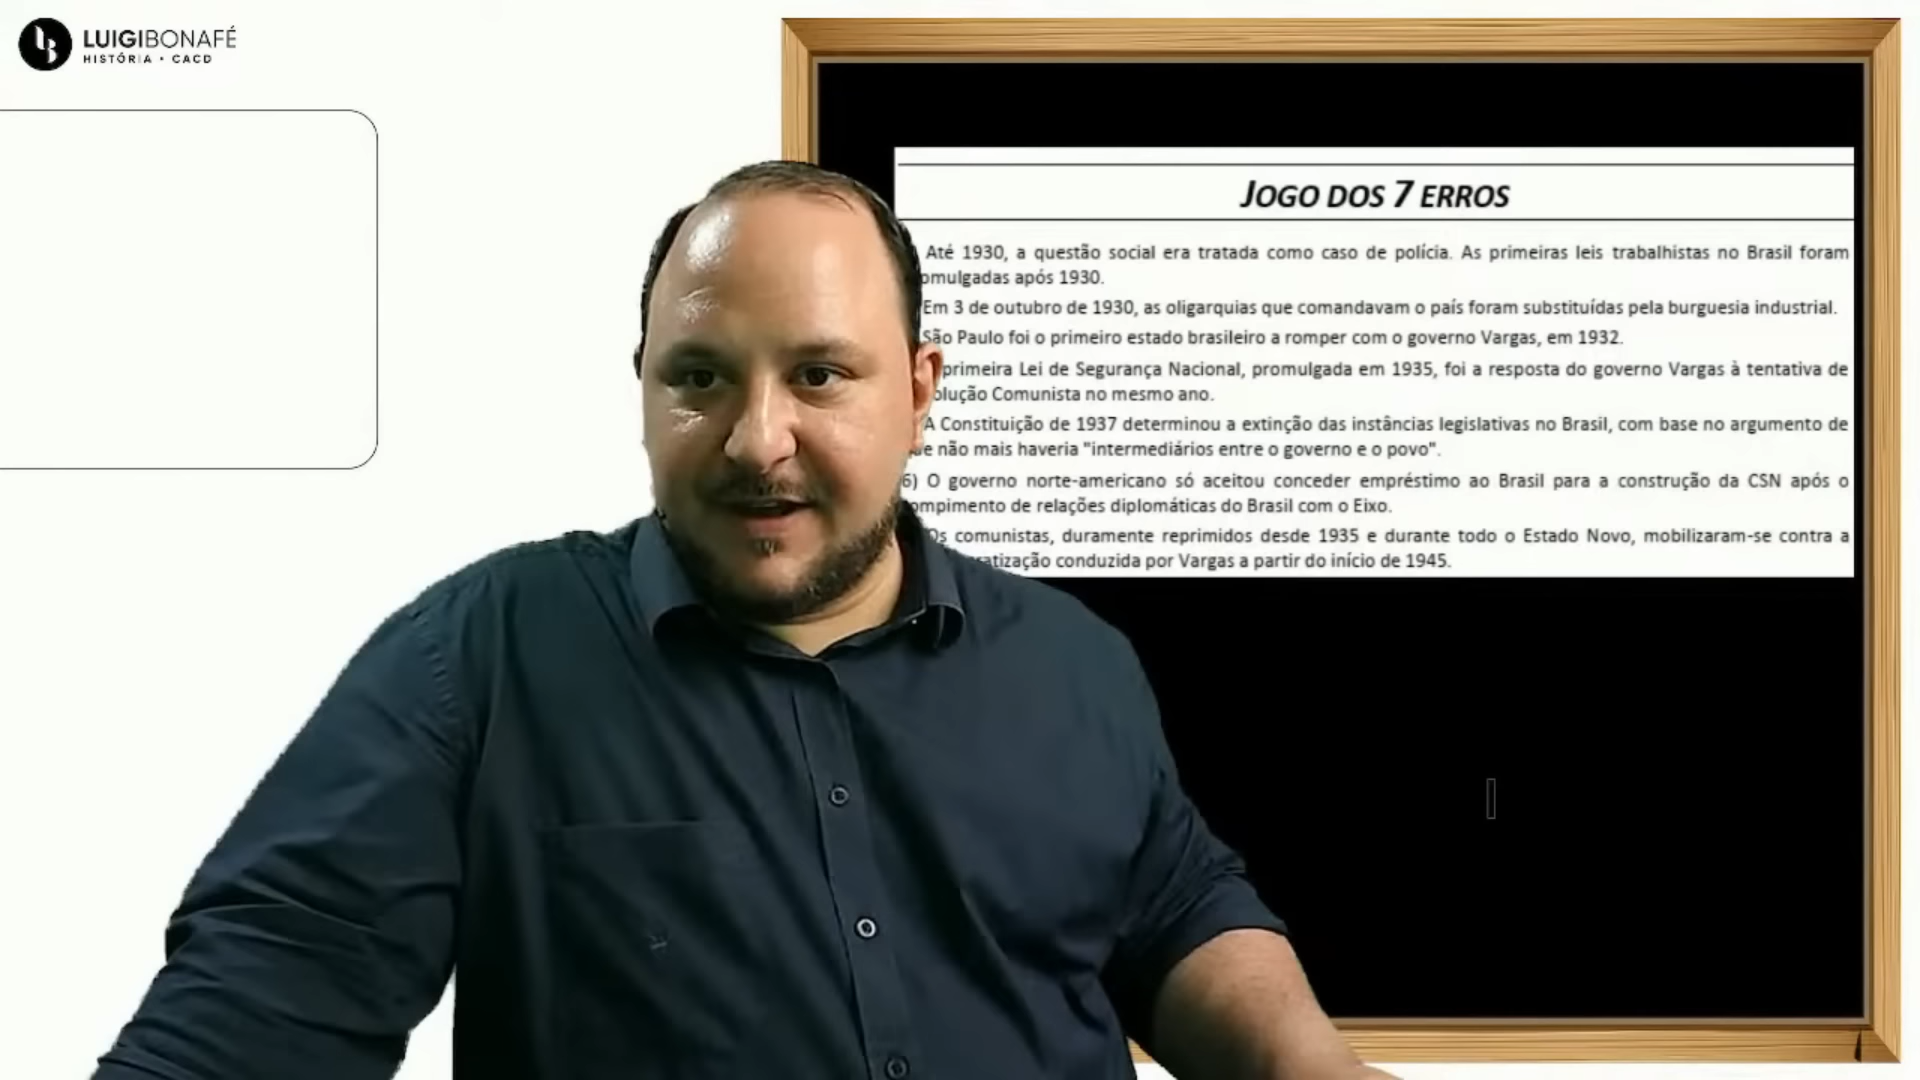 LUIGIBONAFÉ
HISTÓRIA • CACD
JOGO DOS 7 ERROS
Até 1930, a questão social era tratada como caso de polícia. As primeiras leis trabalhistas no Brasil foram
omulgadas após 1930.
Em 3 de outubro de 1930, as oligarquias que comandavam o país foram substituídas pela burguesia industrial.
São Paulo foi o primeiro estado brasileiro a romper com o governo Vargas, em 1932.
primeira Lei de Segurança Nacional, promulgada em 1935, foi a resposta do governo Vargas à tentativa de
olução Comunista no mesmo ano.
A Constituição de 1937 determinou a extinção das instâncias legislativas no Brasil, com base no argumento de
e não mais haveria "intermediários entre o governo e o povo".
6) O governo norte-americano só aceitou conceder empréstimo ao Brasil para a construção da CSN após o
ompimento de relações diplomáticas do Brasil com o Eixo.
Os comunistas, duramente reprimidos desde 1935 e durante todo o Estado Novo, mobilizaram-se contra a
atização conduzida por Vargas a partir do início de 1945.